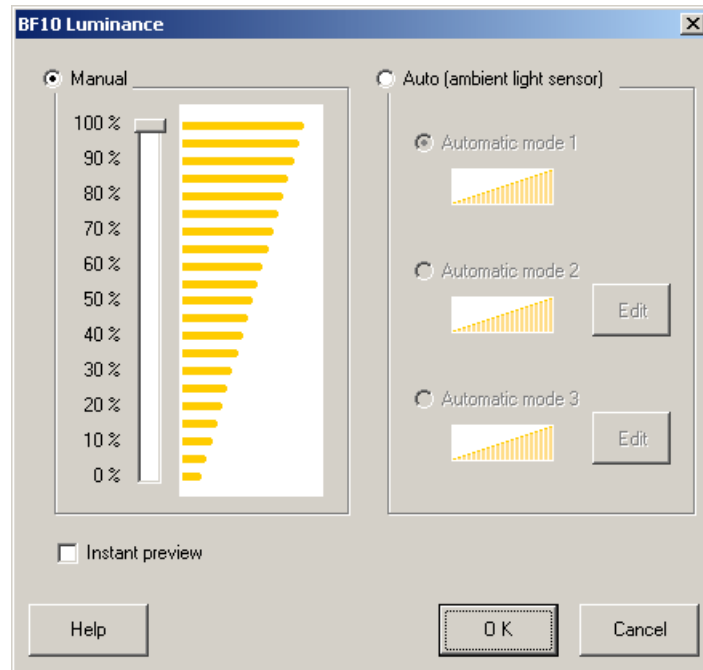 BF10 Luminance
Manual
100 %
90 %
80 %
70 %
60 %
50 %
40 %
30 %
20 %
10 %
0 %
Auto (ambient light sensor)
Automatic mode 1
Automatic mode 2
Edit
Automatic mode 3
Edit
Instant preview
Help
O K
Cancel